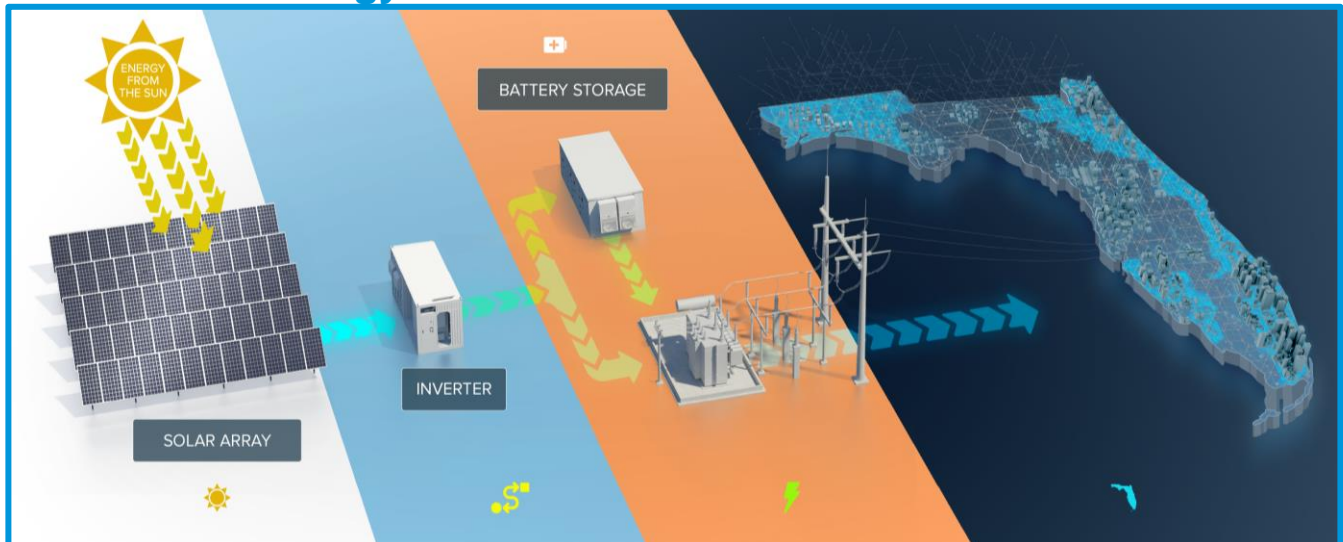 ENERGY
FROM
THE SUN
BATTERY STORAGE
INVERTER
SOLAR ARRAY